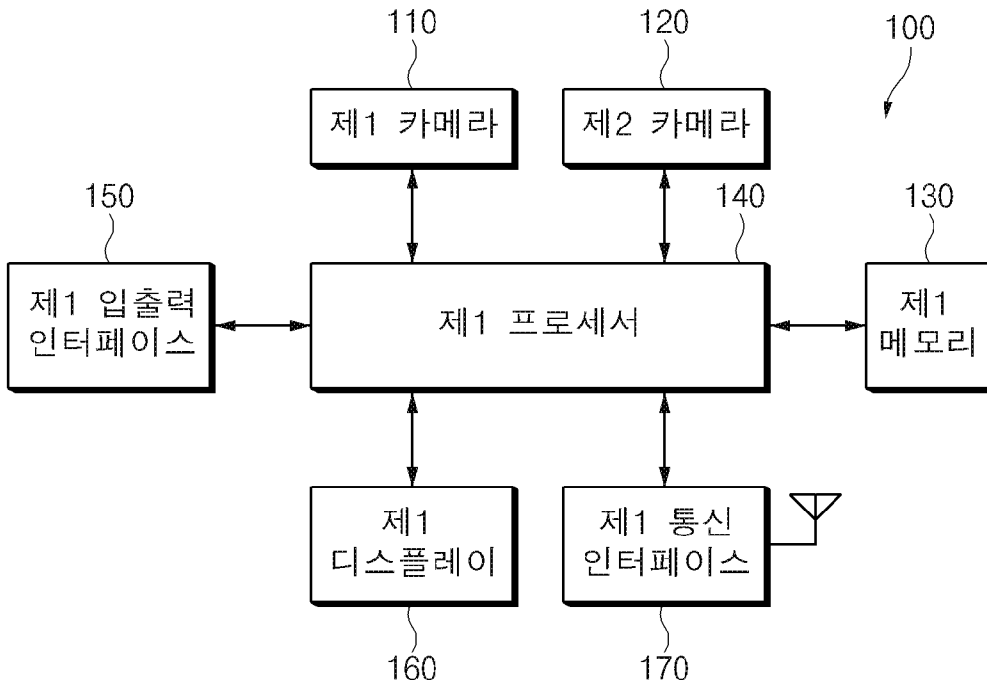 110
120
100
제1 카메라
제2 카메라
150
140
130
제1 입출력
인터페이스
제1 프로세서
제1
메모리
제1
디스플레이
제1 통신
인터페이스
160
170